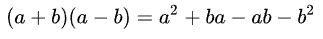 (a + b)(a − b) = a² + ba − ab − b²